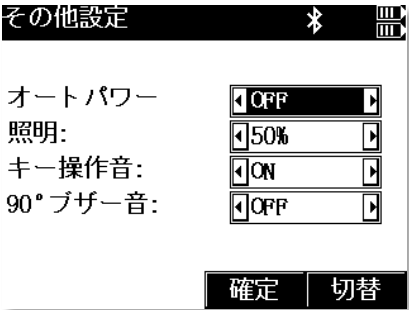 その他設定
オートパワー OFF
照明: 50%
キー操作音: ON
90°ブザー音: OFF
確定 切替